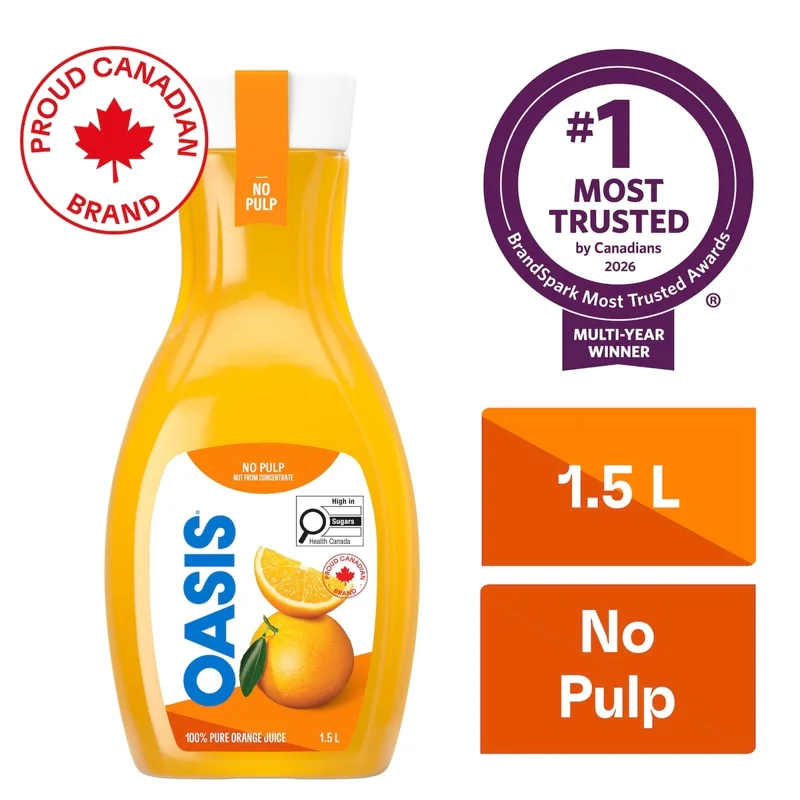 PROUD CANADIAN
BRAND
NO
PULP
#1
MOST
TRUSTED
by Canadians
2026
BrandSpark Most Trusted Awards
®
MULTI-YEAR
WINNER
1.5 L
No
Pulp
NO PULP
NOT FROM CONCENTRATE
High in
Sugars
Health Canada
OASIS
PROUD CANADIAN
BRAND
100% PURE ORANGE JUICE 1.5 L